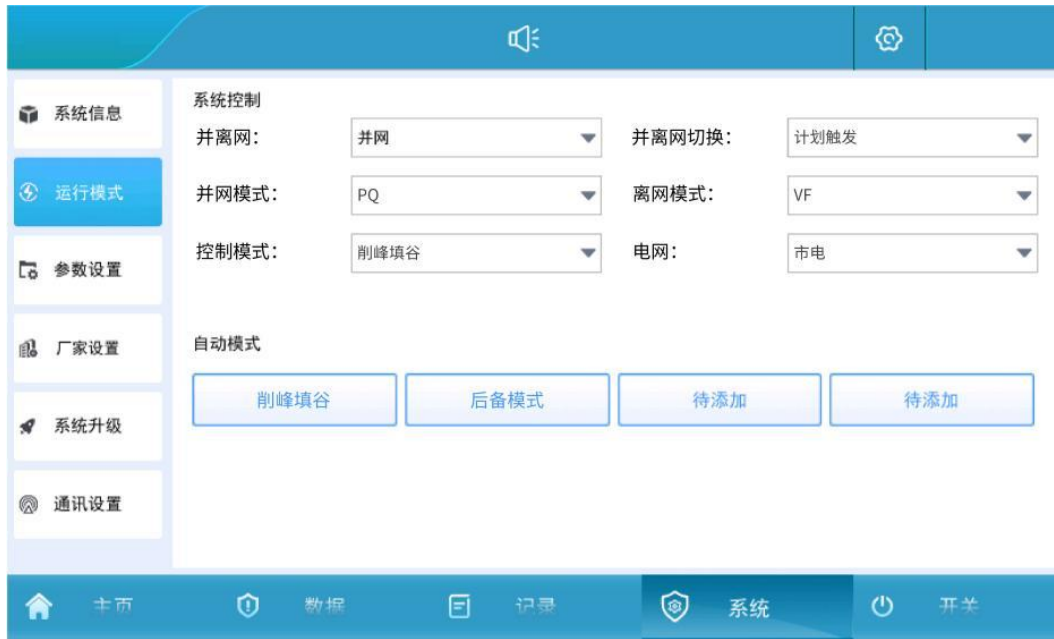 系统信息
运行模式
参数设置
厂家设置
系统升级
通讯设置
系统控制
并离网： 并网 并离网切换： 计划触发
并网模式： PQ 离网模式： VF
控制模式： 削峰填谷 电网： 市电
自动模式
削峰填谷 后备模式 待添加 待添加
主页 数据 记录 系统 开关